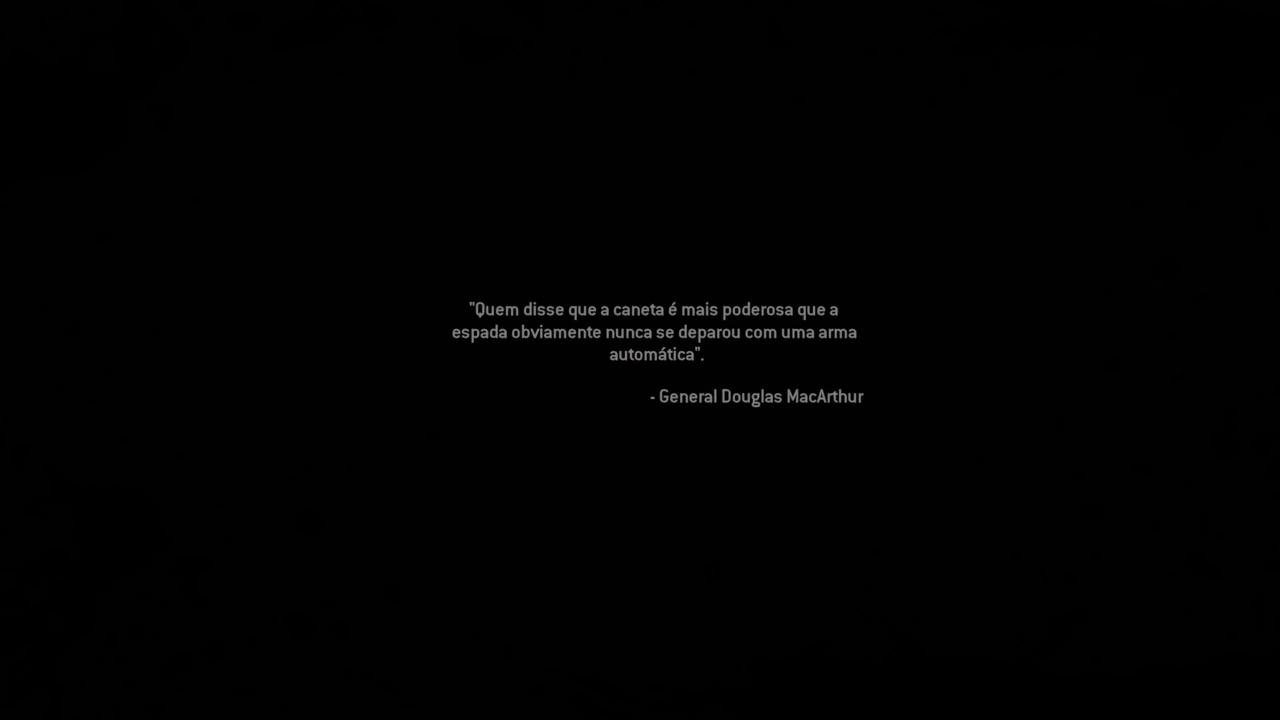 "Quem disse que a caneta é mais poderosa que a
espada obviamente nunca se deparou com uma arma
automática".
- General Douglas MacArthur